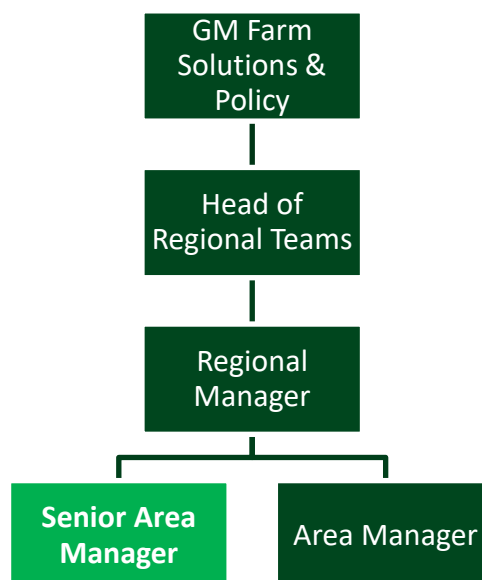 GM Farm
Solutions &
Policy
Head of
Regional Teams
Regional
Manager
Senior Area
Manager
Area Manager